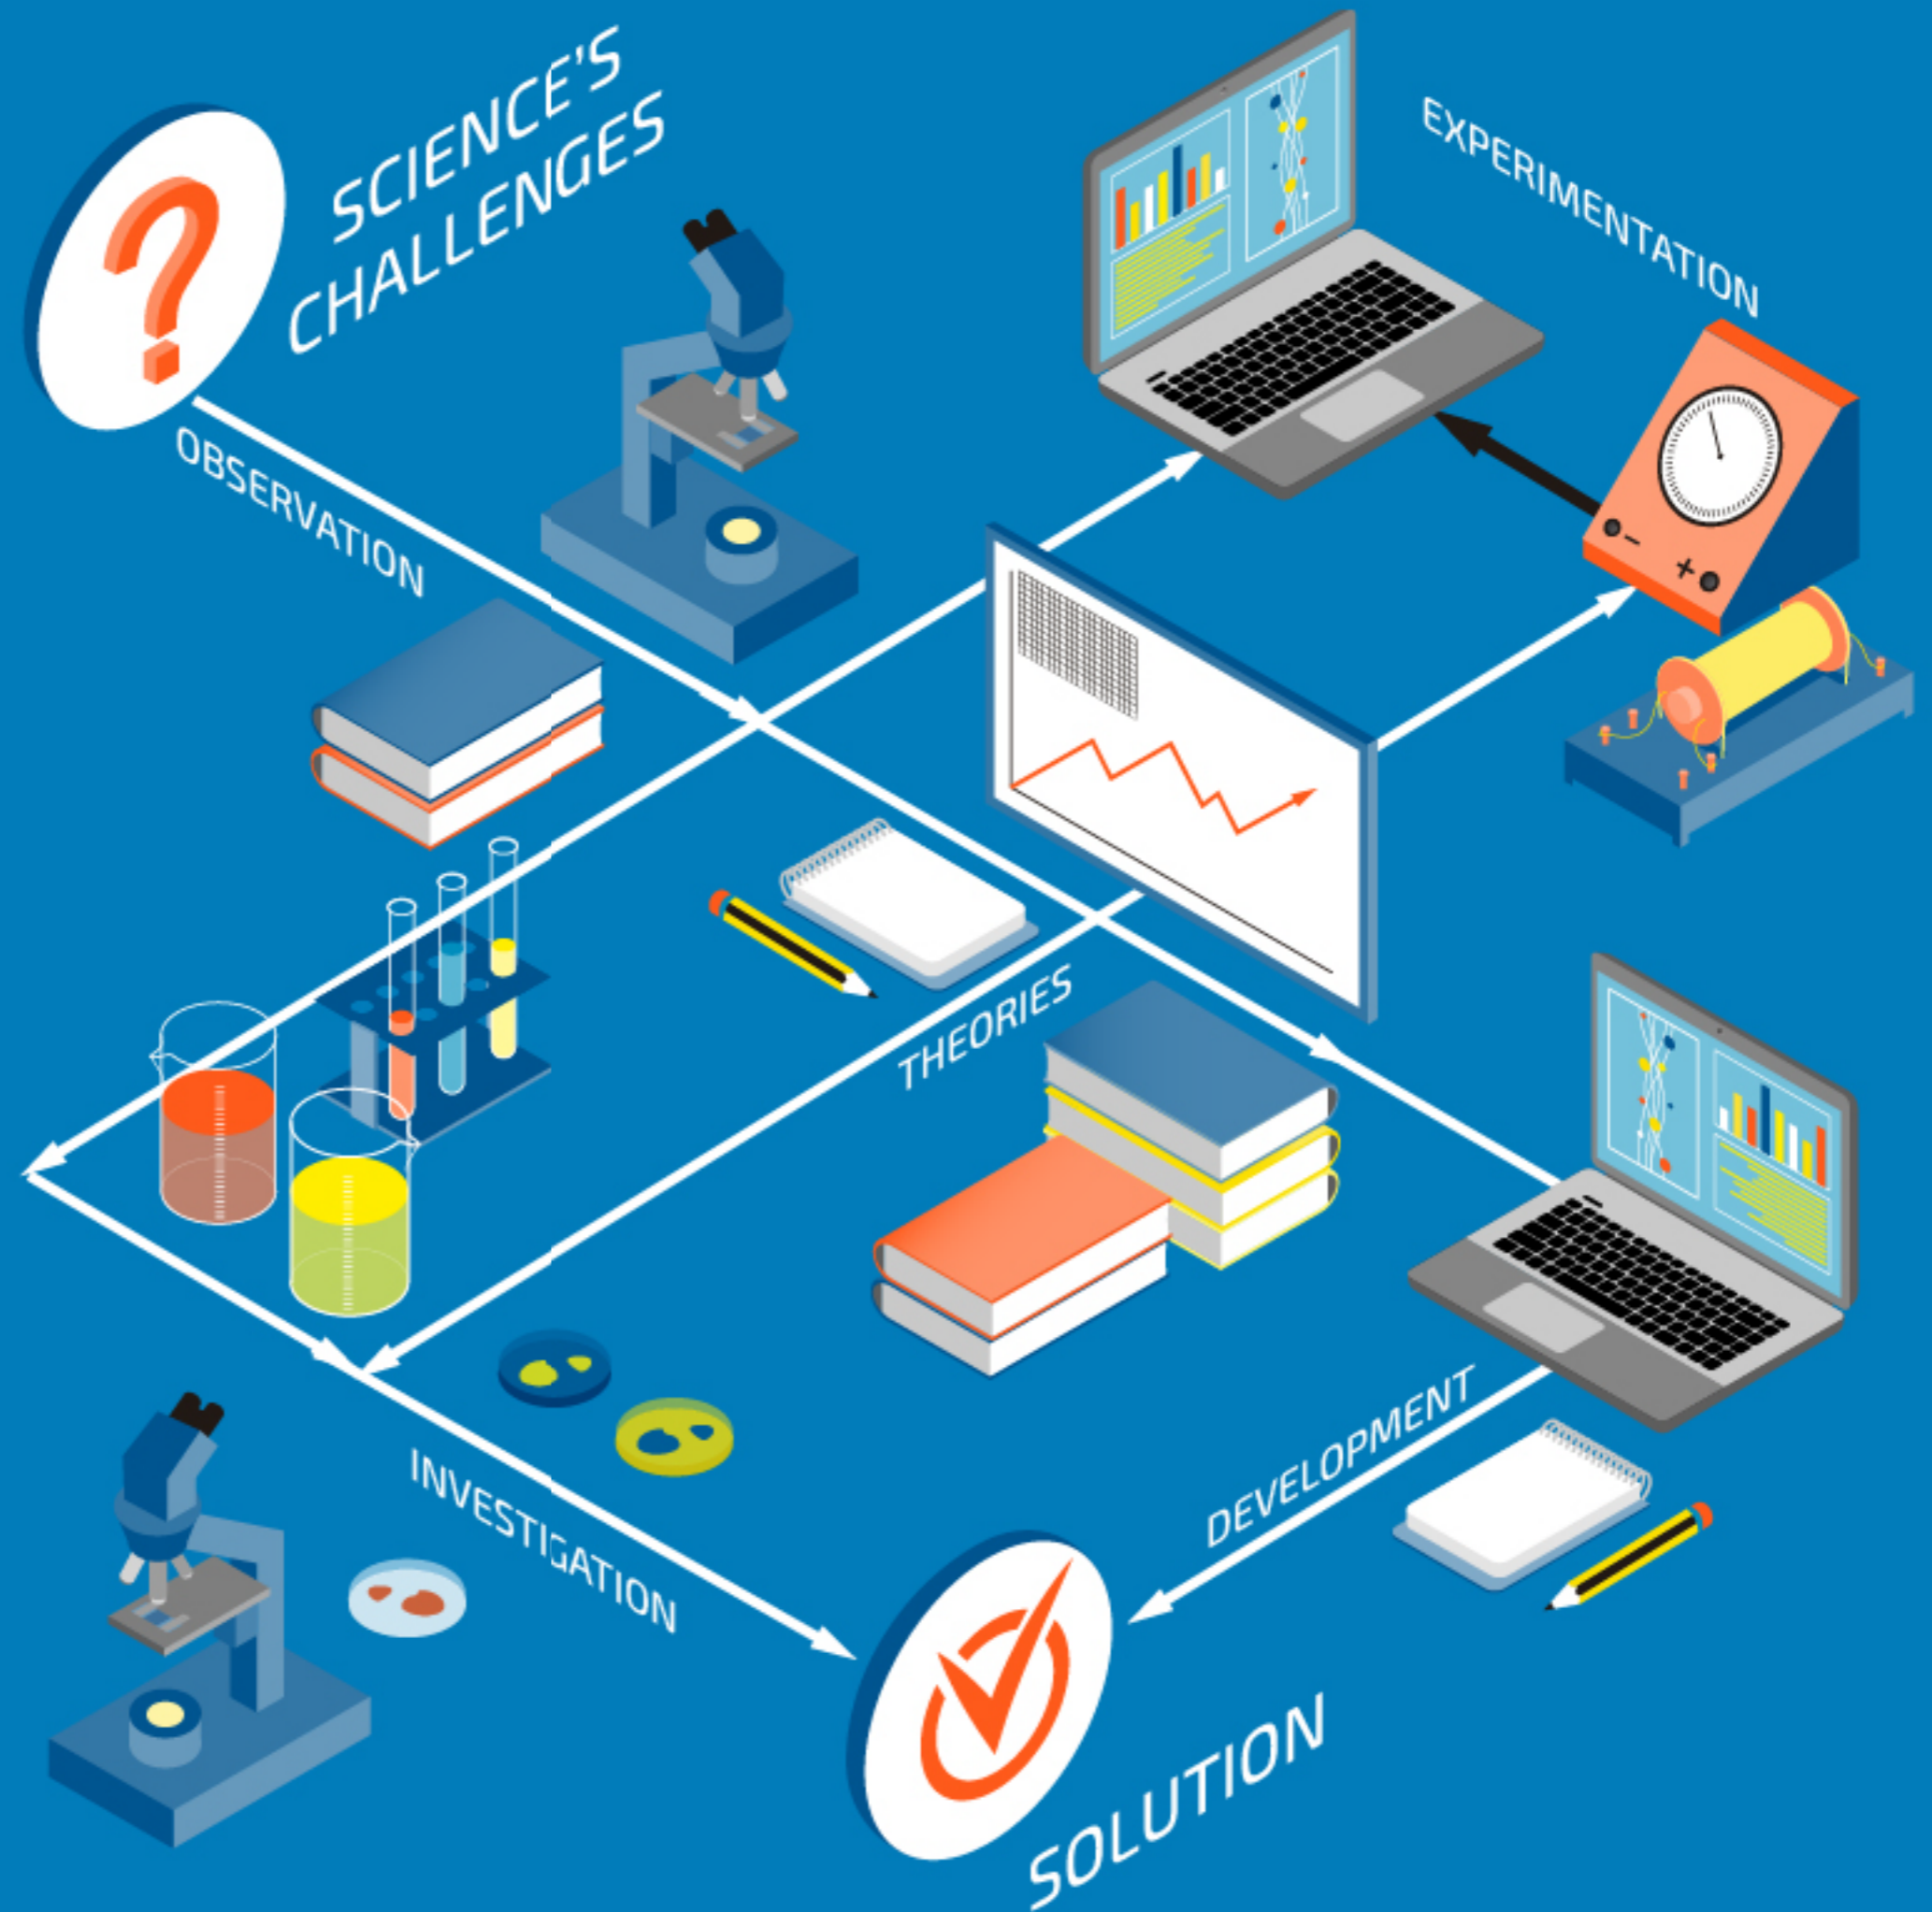 SCIENCE'S
CHALLENGES
EXPERIMENTATION
OBSERVATION
- +
THEORIES
DEVELOPMENT
INVESTIGATION
SOLUTION